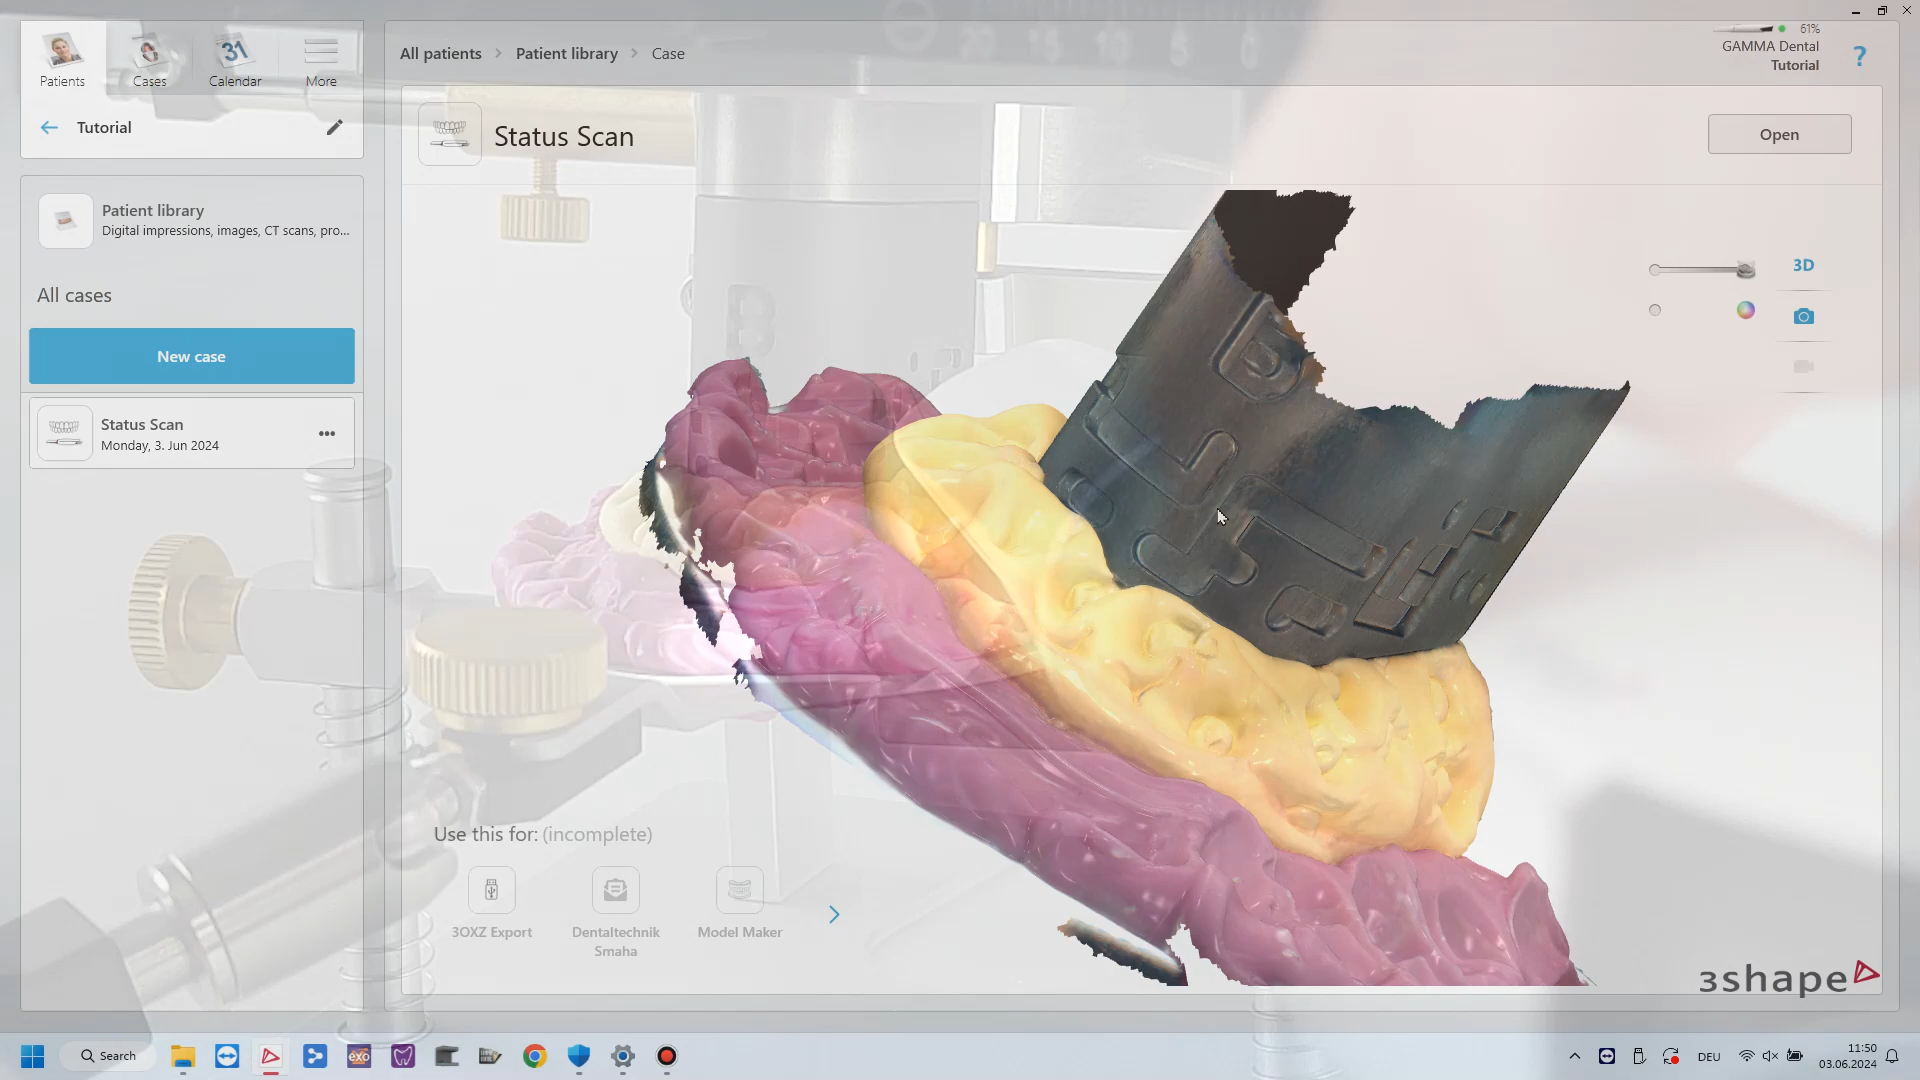 Patients
Cases
31
Calendar
More
All patients > Patient library > Case
61%
GAMMA Dental
Tutorial
?
Tutorial
Status Scan
Open
Patient library
Digital impressions, images, CT scans, pro...
3D
All cases
New case
B
Status Scan
Monday, 3. Jun 2024
Use this for: (incomplete)
3OXZ Export
Dentaltechnik
Smaha
Model Maker
3shape
Search
exo
DEU
11:50
03.06.2024